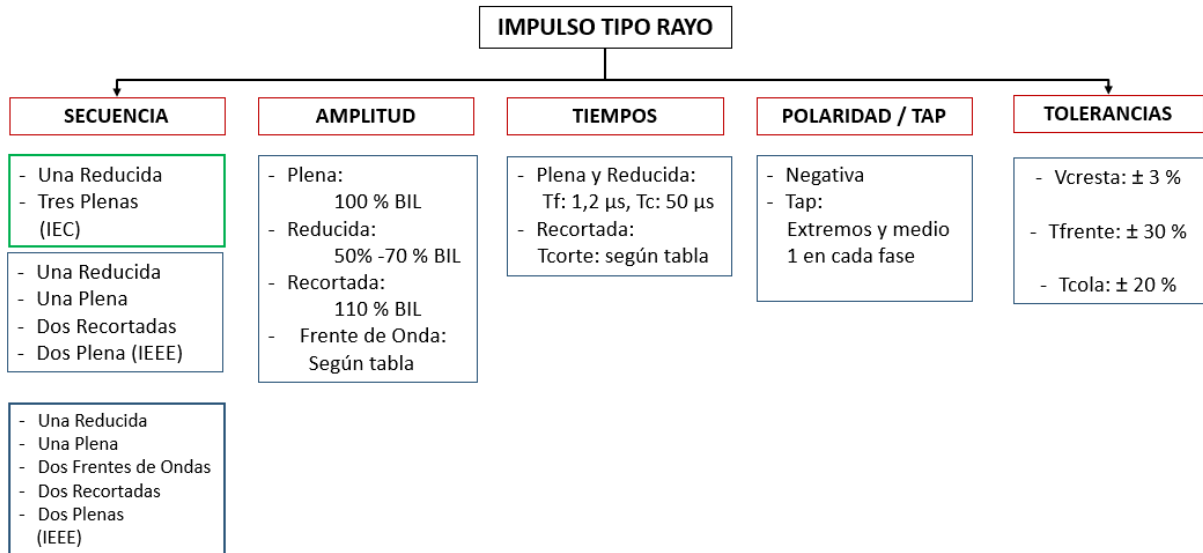 IMPULSO TIPO RAYO
SECUENCIA
- Una Reducida
- Tres Plenas
(IEC)
- Una Reducida
- Una Plena
- Dos Recortadas
- Dos Plena (IEEE)
- Una Reducida
- Una Plena
- Dos Frentes de Ondas
- Dos Recortadas
- Dos Plenas
(IEEE)
AMPLITUD
- Plena:
100 % BIL
- Reducida:
50% -70 % BIL
- Recortada:
110 % BIL
- Frente de Onda:
Según tabla
TIEMPOS
- Plena y Reducida:
Tf: 1,2 µs, Tc: 50 µs
- Recortada:
Tcorte: según tabla
POLARIDAD / TAP
- Negativa
- Tap:
Extremos y medio
1 en cada fase
TOLERANCIAS
- Vcresta: ± 3 %
- Tfrente: ± 30 %
- Tcola: ± 20 %